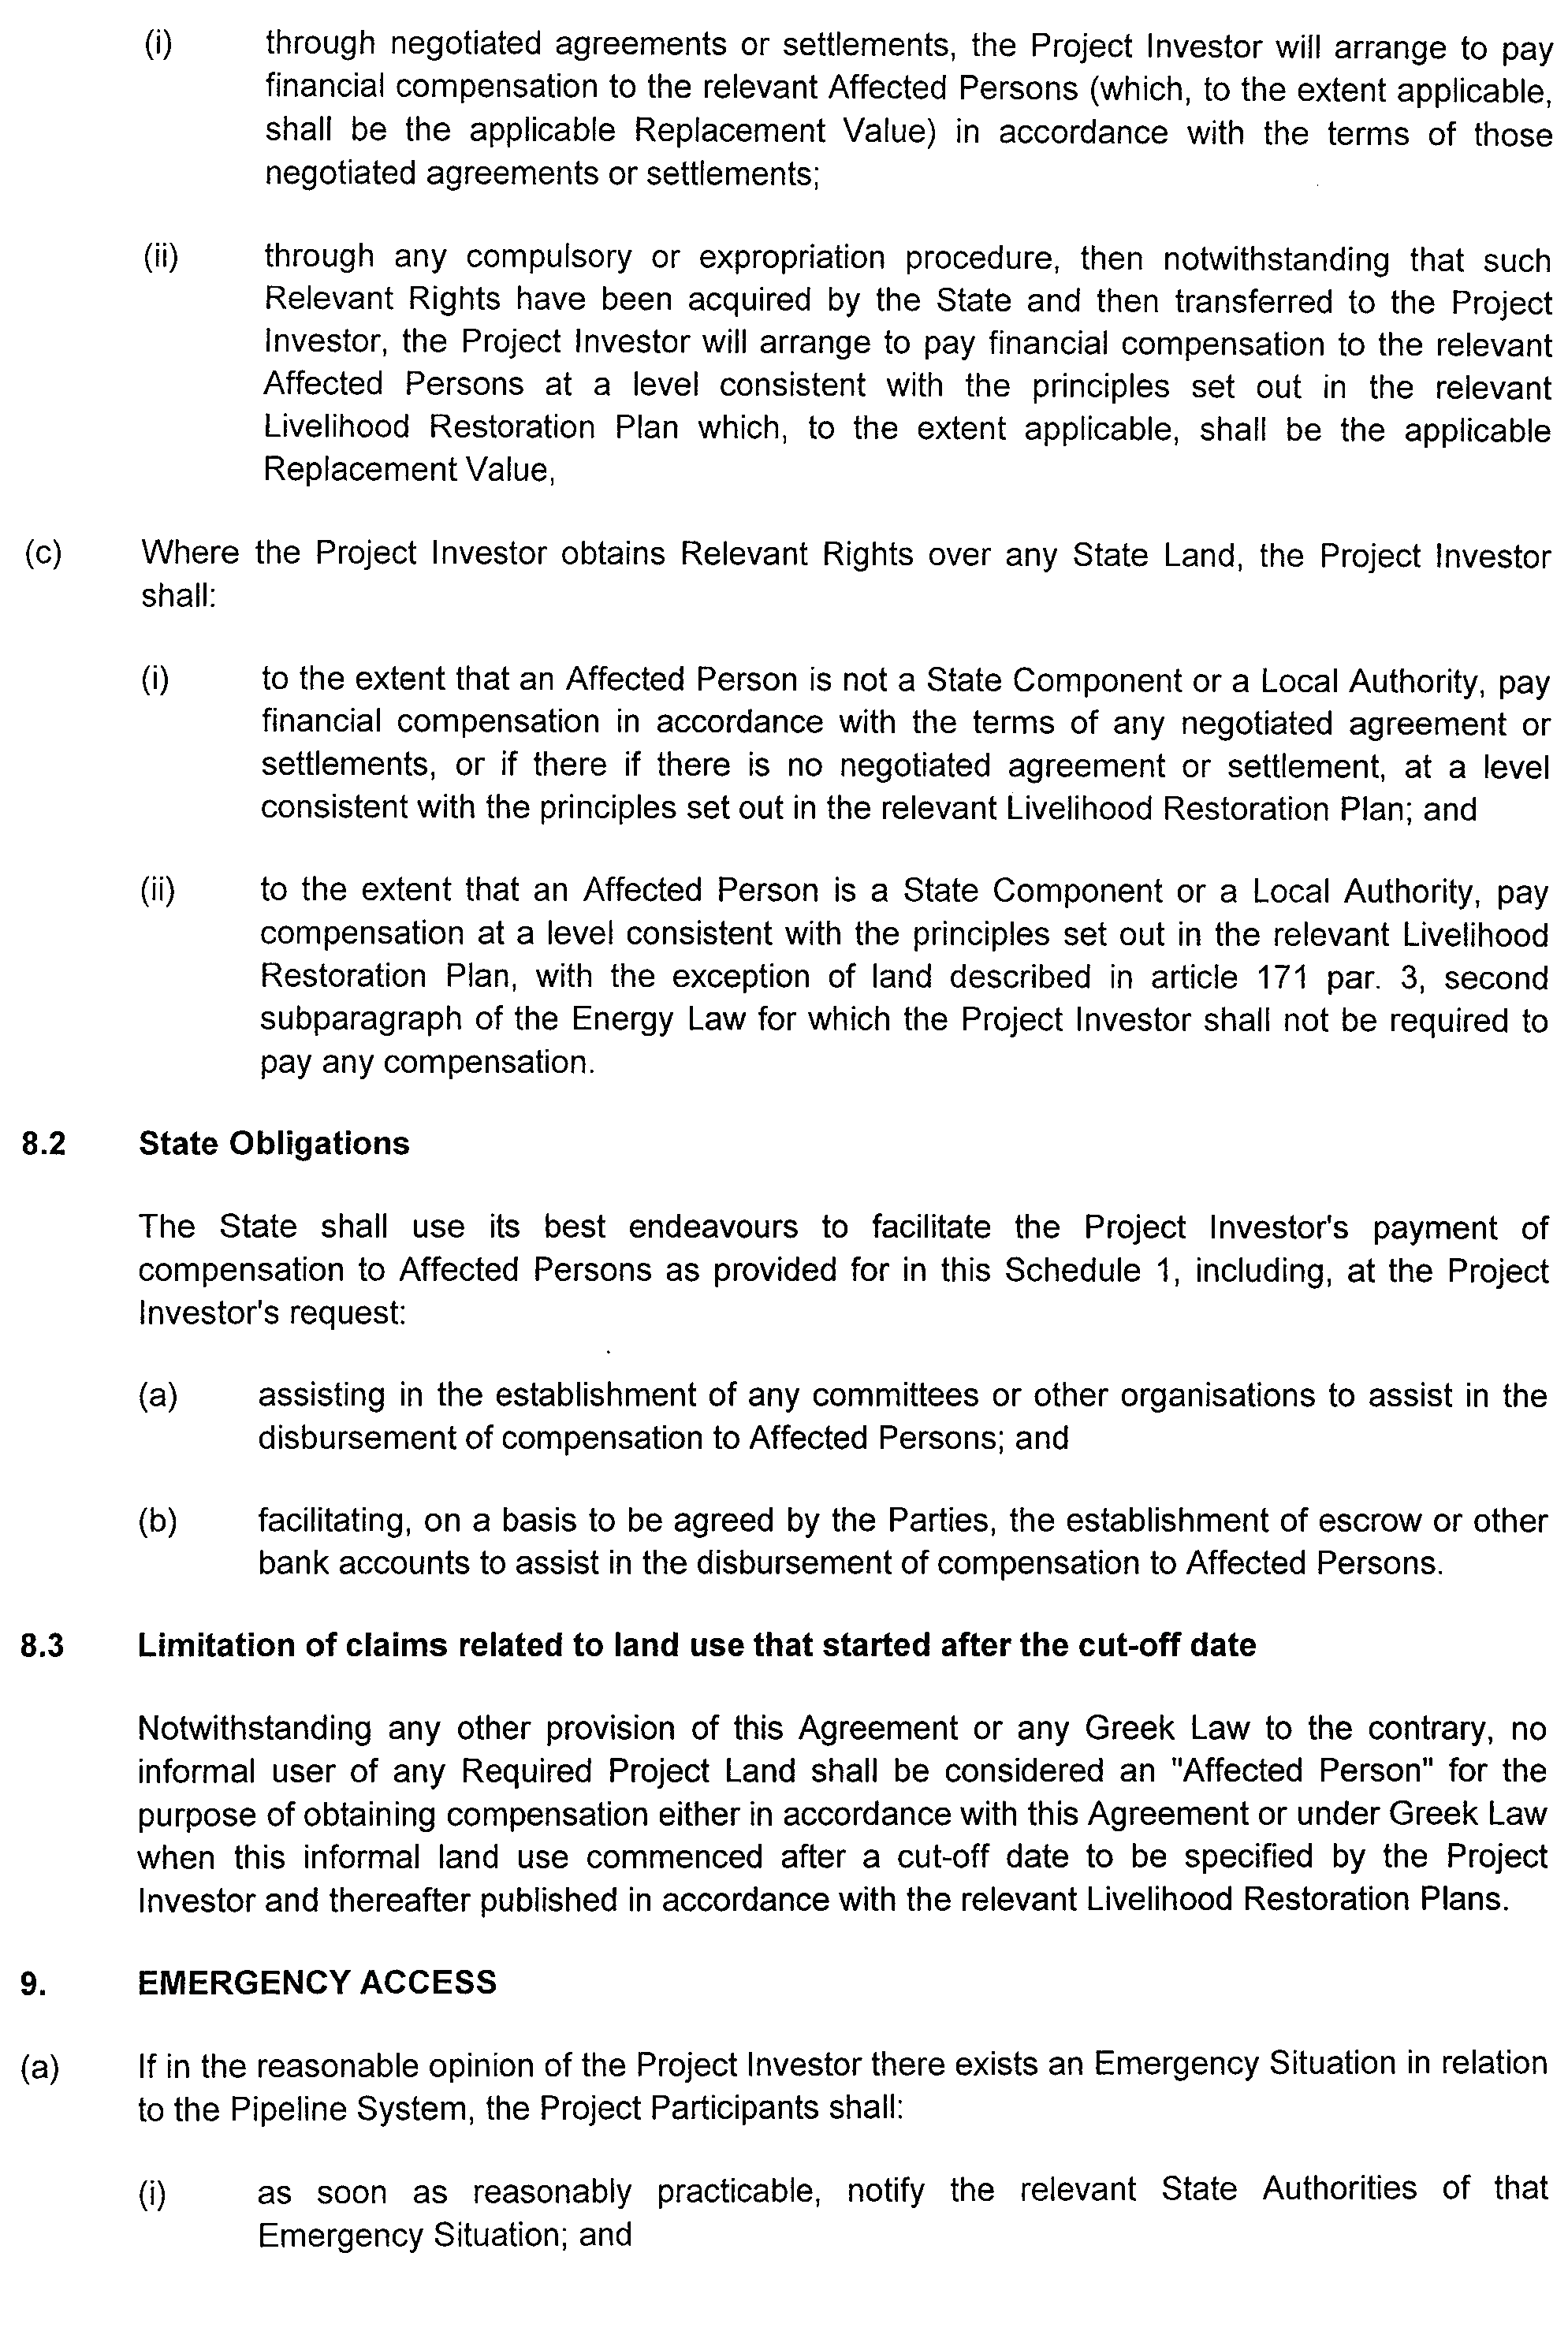 (i) through negotiated agreements or settlements, the Project Investor will arrange to pay
financial compensation to the relevant Affected Persons (which, to the extent applicable,
shall be the applicable Replacement Value) in accordance with the terms of those
negotiated agreements or settlements;
(ii) through any compulsory or expropriation procedure, then notwithstanding that such
Relevant Rights have been acquired by the State and then transferred to the Project
Investor, the Project Investor will arrange to pay financial compensation to the relevant
Affected Persons at a level consistent with the principles set out in the relevant
Livelihood Restoration Plan which, to the extent applicable, shall be the applicable
Replacement Value,
(c) Where the Project Investor obtains Relevant Rights over any State Land, the Project Investor
shall:
(i) to the extent that an Affected Person is not a State Component or a Local Authority, pay
financial compensation in accordance with the terms of any negotiated agreement or
settlements, or if there if there is no negotiated agreement or settlement, at a level
consistent with the principles set out in the relevant Livelihood Restoration Plan; and
(ii) to the extent that an Affected Person is a State Component or a Local Authority, pay
compensation at a level consistent with the principles set out in the relevant Livelihood
Restoration Plan, with the exception of land described in article 171 par. 3, second
subparagraph of the Energy Law for which the Project Investor shall not be required to
pay any compensation.
8.2 State Obligations
The State shall use its best endeavours to facilitate the Project Investor's payment of
compensation to Affected Persons as provided for in this Schedule 1, including, at the Project
Investor's request:
(a) assisting in the establishment of any committees or other organisations to assist in the
disbursement of compensation to Affected Persons; and
(b) facilitating, on a basis to be agreed by the Parties, the establishment of escrow or other
bank accounts to assist in the disbursement of compensation to Affected Persons.
8.3 Limitation of claims related to land use that started after the cut-off date
Notwithstanding any other provision of this Agreement or any Greek Law to the contrary, no
informal user of any Required Project Land shall be considered an "Affected Person" for the
purpose of obtaining compensation either in accordance with this Agreement or under Greek Law
when this informal land use commenced after a cut-off date to be specified by the Project
Investor and thereafter published in accordance with the relevant Livelihood Restoration Plans.
9. EMERGENCY ACCESS
(a) If in the reasonable opinion of the Project Investor there exists an Emergency Situation in relation
to the Pipeline System, the Project Participants shall:
(i) as soon as reasonably practicable, notify the relevant State Authorities of that
Emergency Situation; and